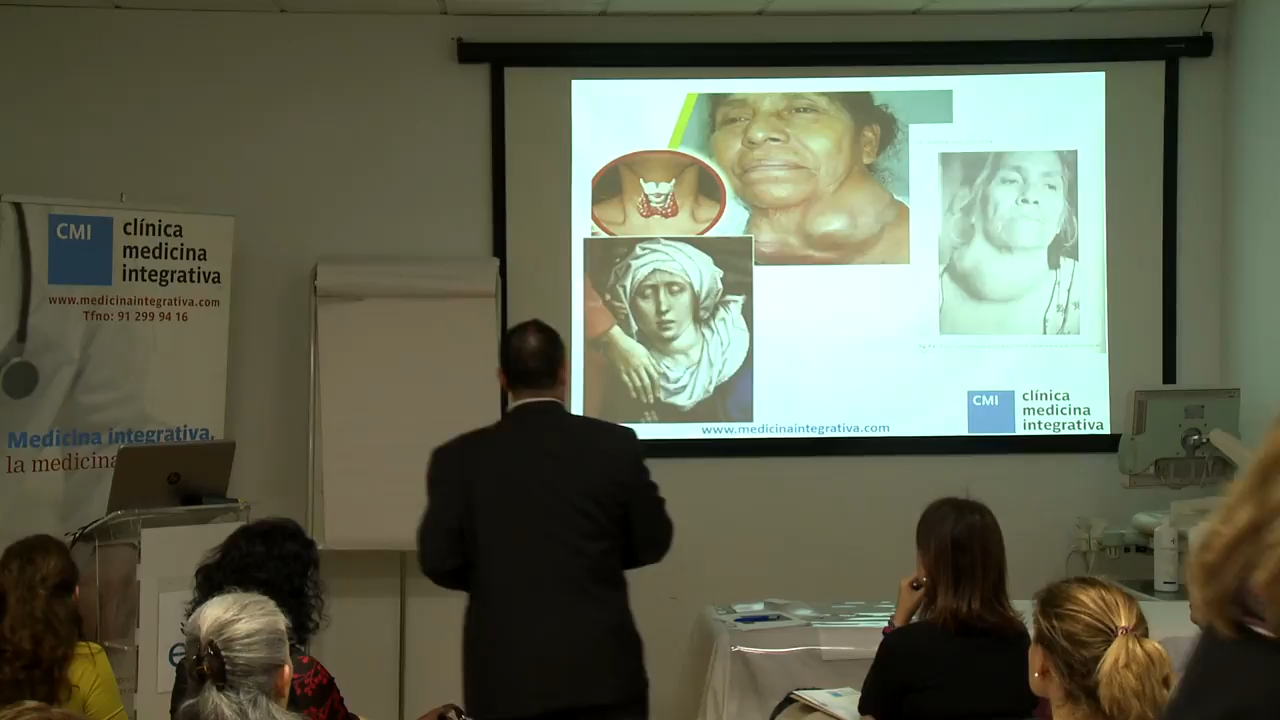 CMI
clínica
medicina
integrativa
www.medicinaintegrativa.com
Tfno: 91 299 94 16
Medicina integrativa,
la medicina
www.medicinaintegrativa.com
CMI
clínica
medicina
integrativa